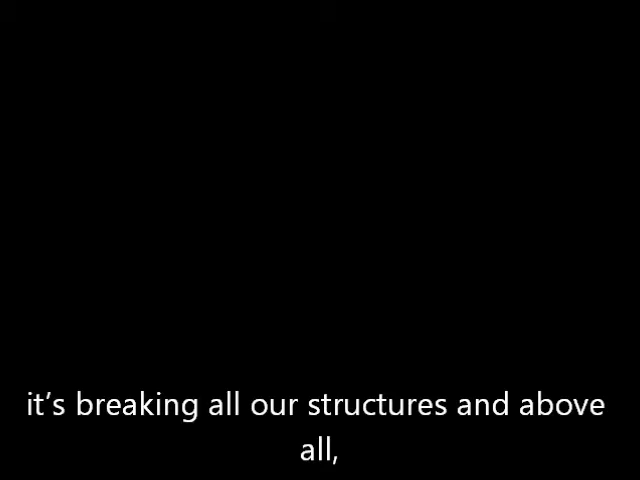 it’s breaking all our structures and above
all,